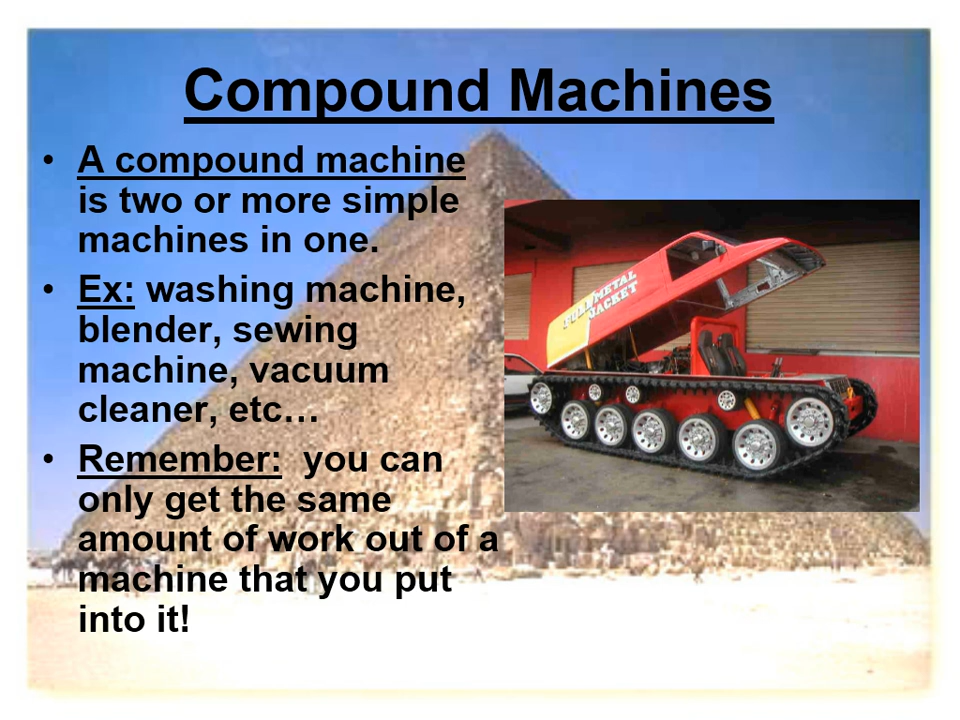 Compound Machines
• A compound machine
is two or more simple
machines in one.
• Ex: washing machine,
blender, sewing
machine, vacuum
cleaner, etc…
• Remember: you can
only get the same
amount of work out of a
machine that you put
into it!
FULL METAL
JACKET